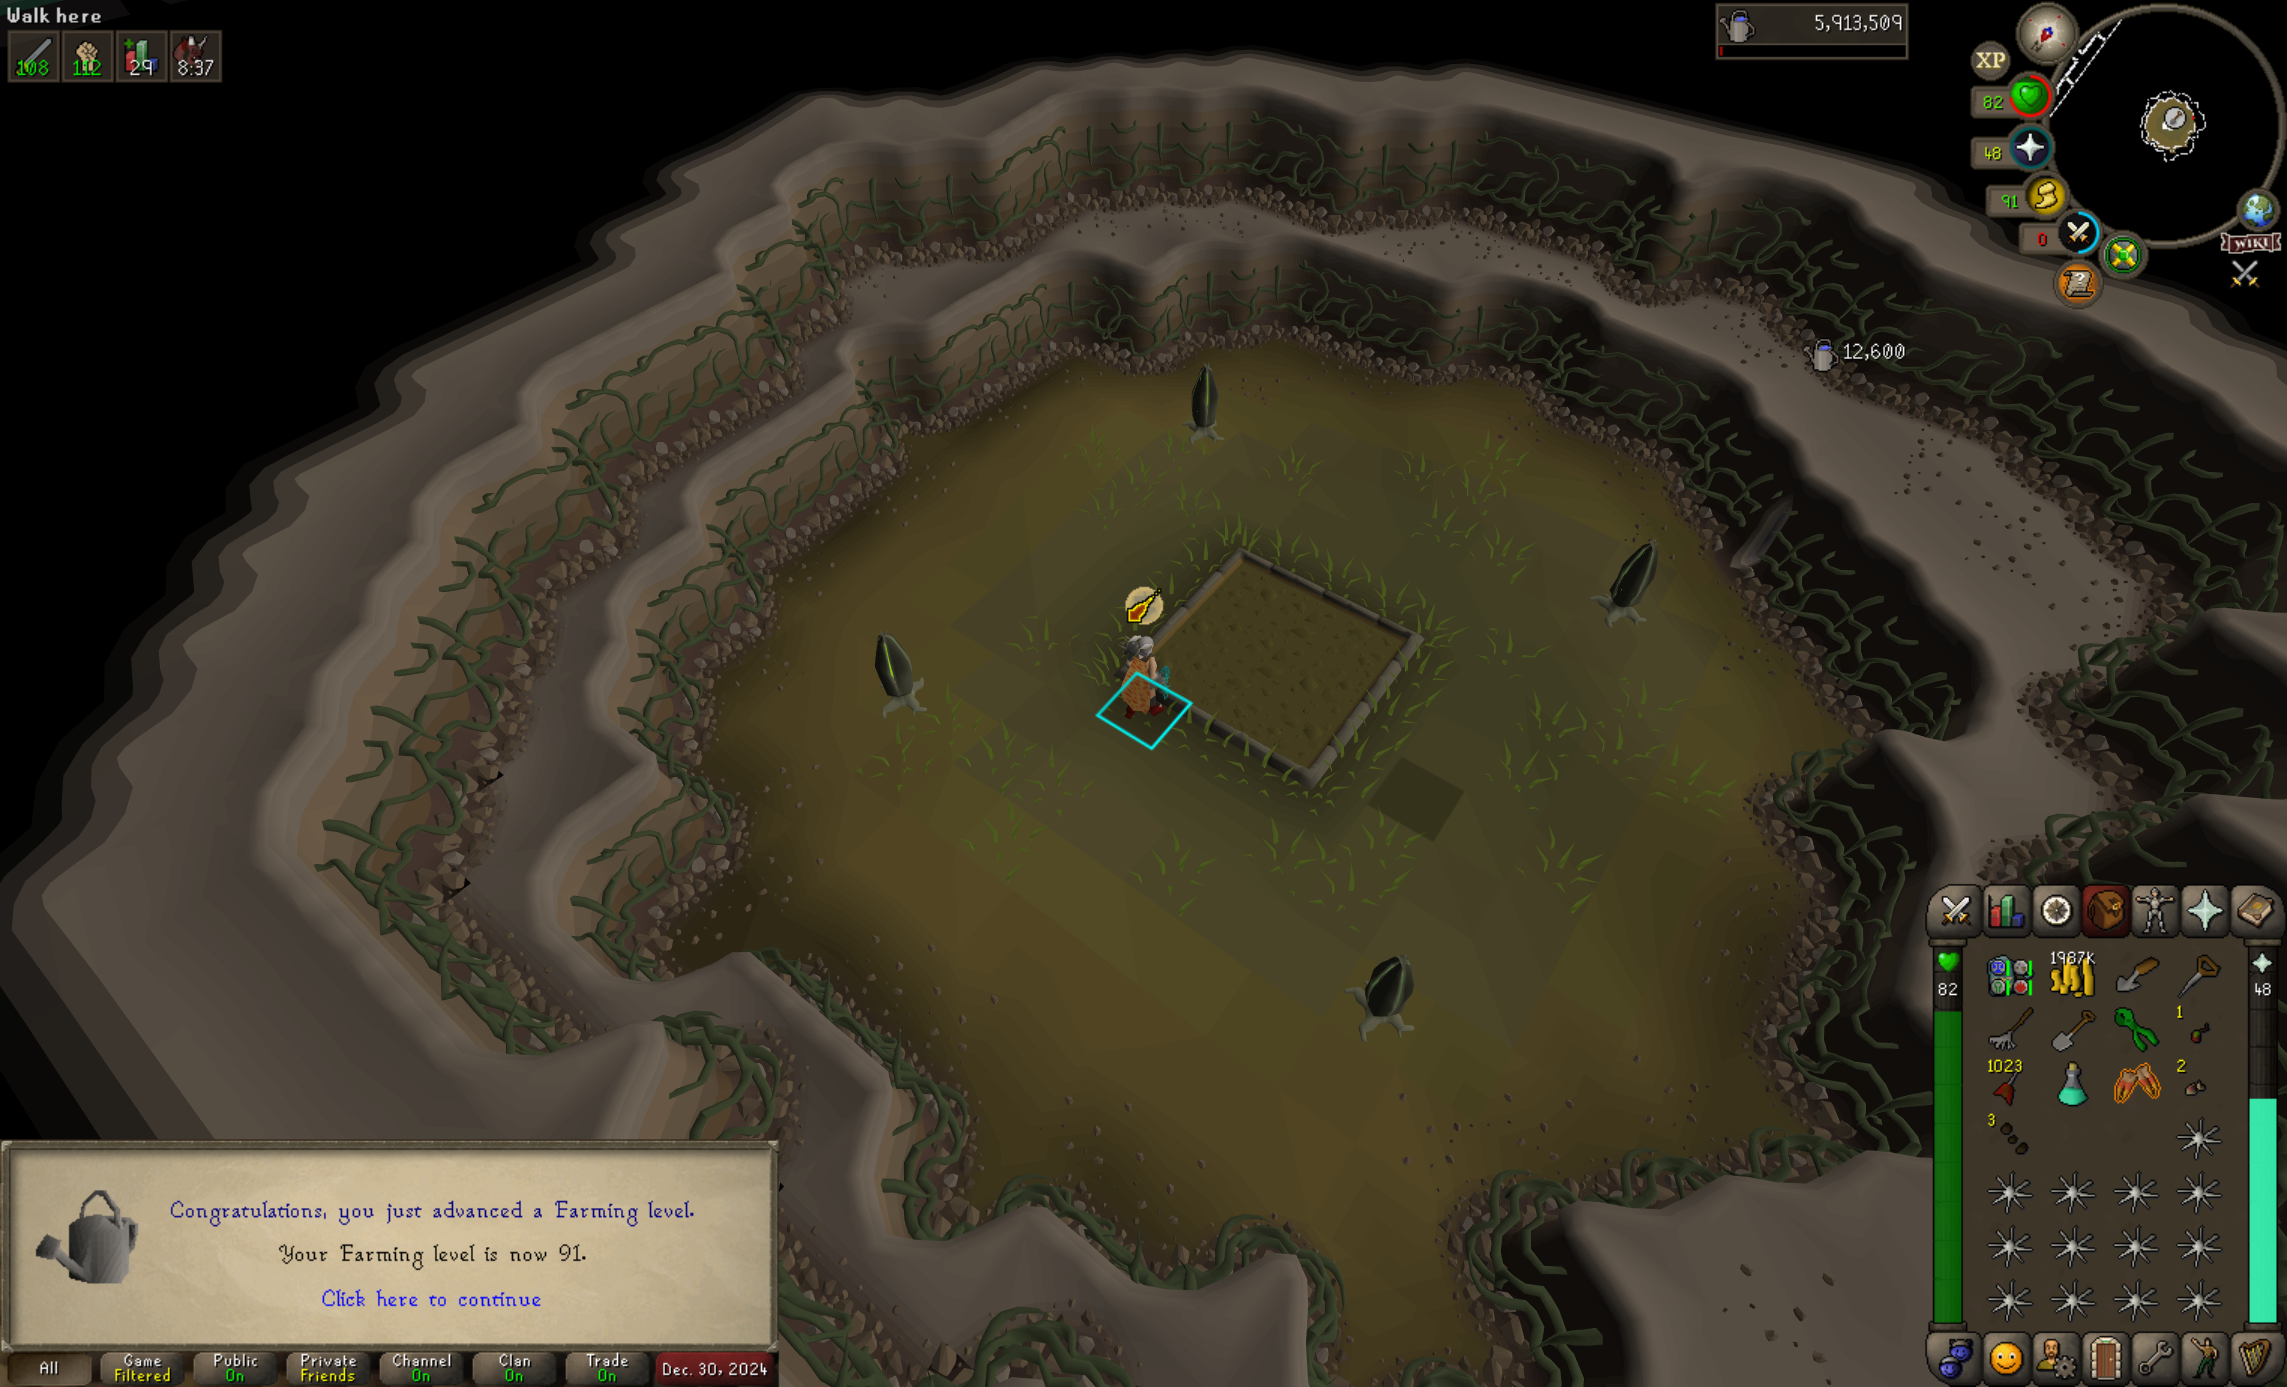 Walk here
108
112
29
8:37
5,913,509
XP
82
48
91
0
WIKI
12,600
82
48
1987K
1
1023
2
3
Congratulations, you just advanced a Farming level.
Your Farming level is now 91.
Click here to continue
All
Game
Filtered
Public
On
Private
Friends
Channel
On
Clan
On
Trade
On
Dec. 30, 2024